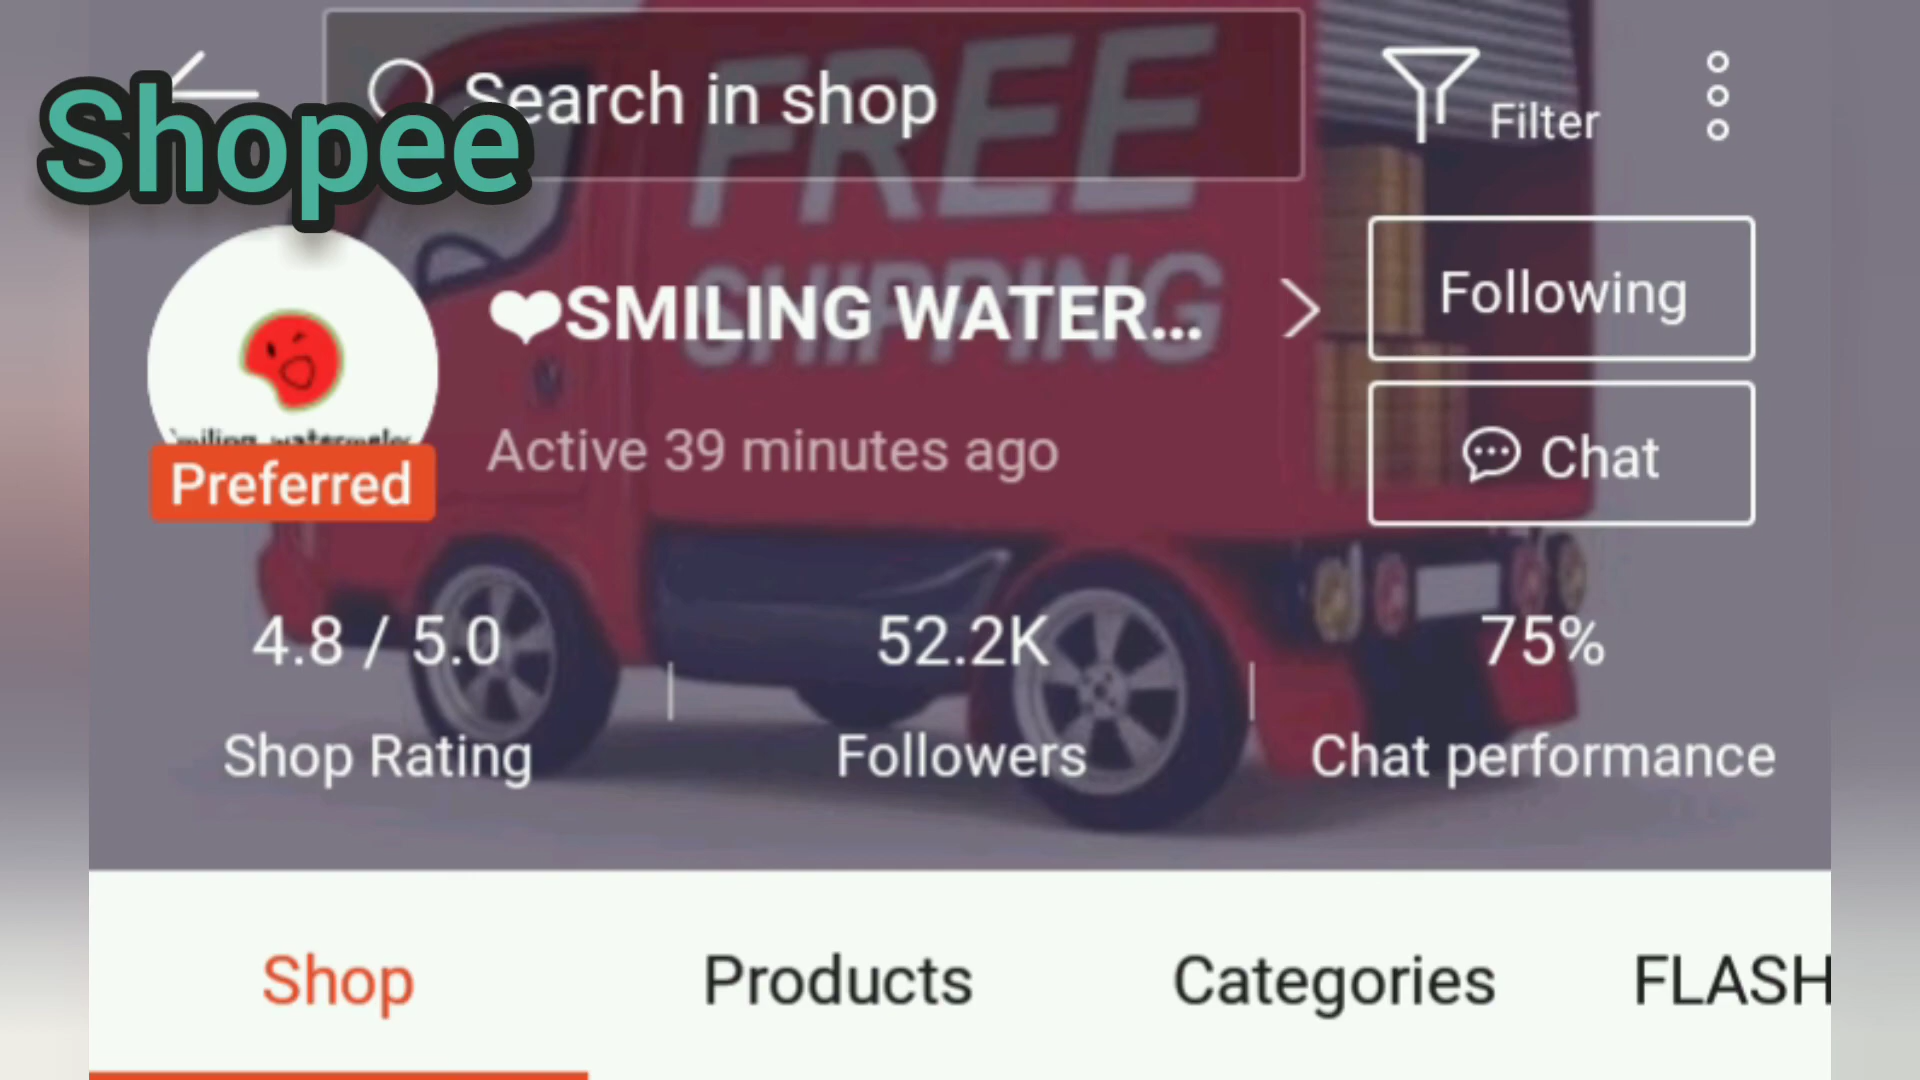 Shopee
Search in shop
Filter
FREE
SHIPPING
❤SMILING WATER...
Following
Active 39 minutes ago
Chat
Preferred
4.8 / 5.0
52.2K
75%
Shop Rating
Followers
Chat performance
Shop
Products
Categories
FLASH